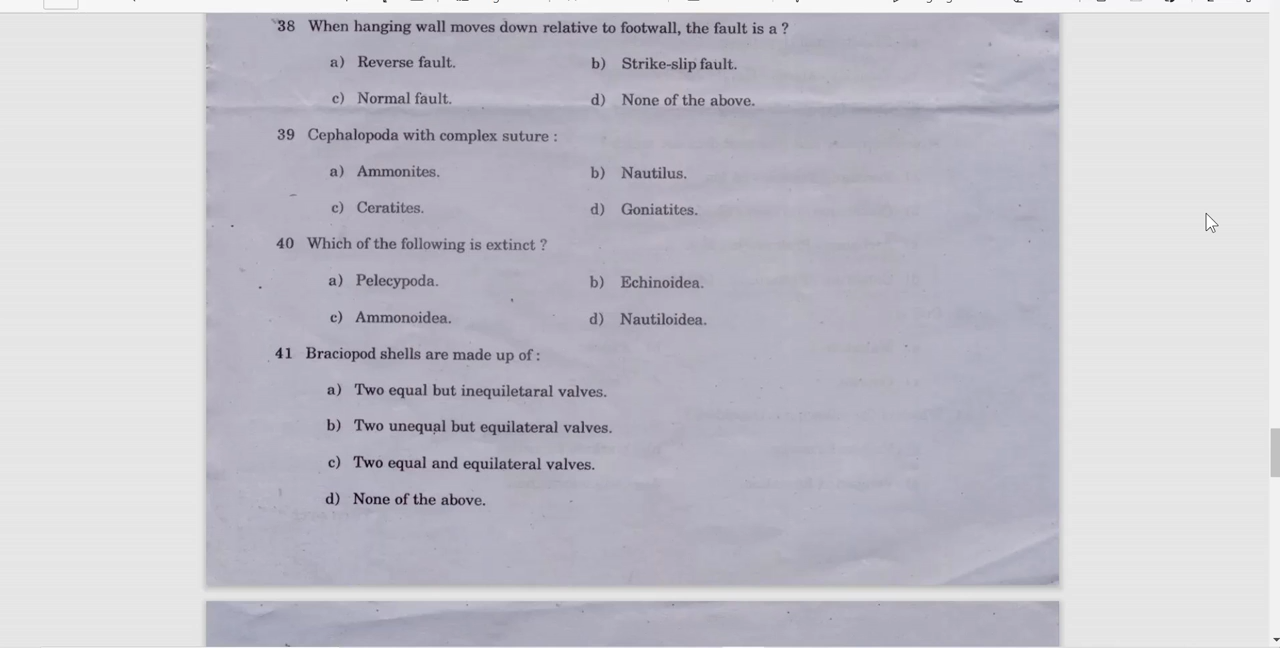 38 When hanging wall moves down relative to footwall, the fault is a ?
a) Reverse fault. b) Strike-slip fault.
c) Normal fault. d) None of the above.
39 Cephalopoda with complex suture :
a) Ammonites. b) Nautilus.
c) Ceratites. d) Goniatites.
40 Which of the following is extinct ?
a) Pelecypoda. b) Echinoidea.
c) Ammonoidea. d) Nautiloidea.
41 Braciopod shells are made up of :
a) Two equal but inequiletaral valves.
b) Two unequal but equilateral valves.
c) Two equal and equilateral valves.
d) None of the above.